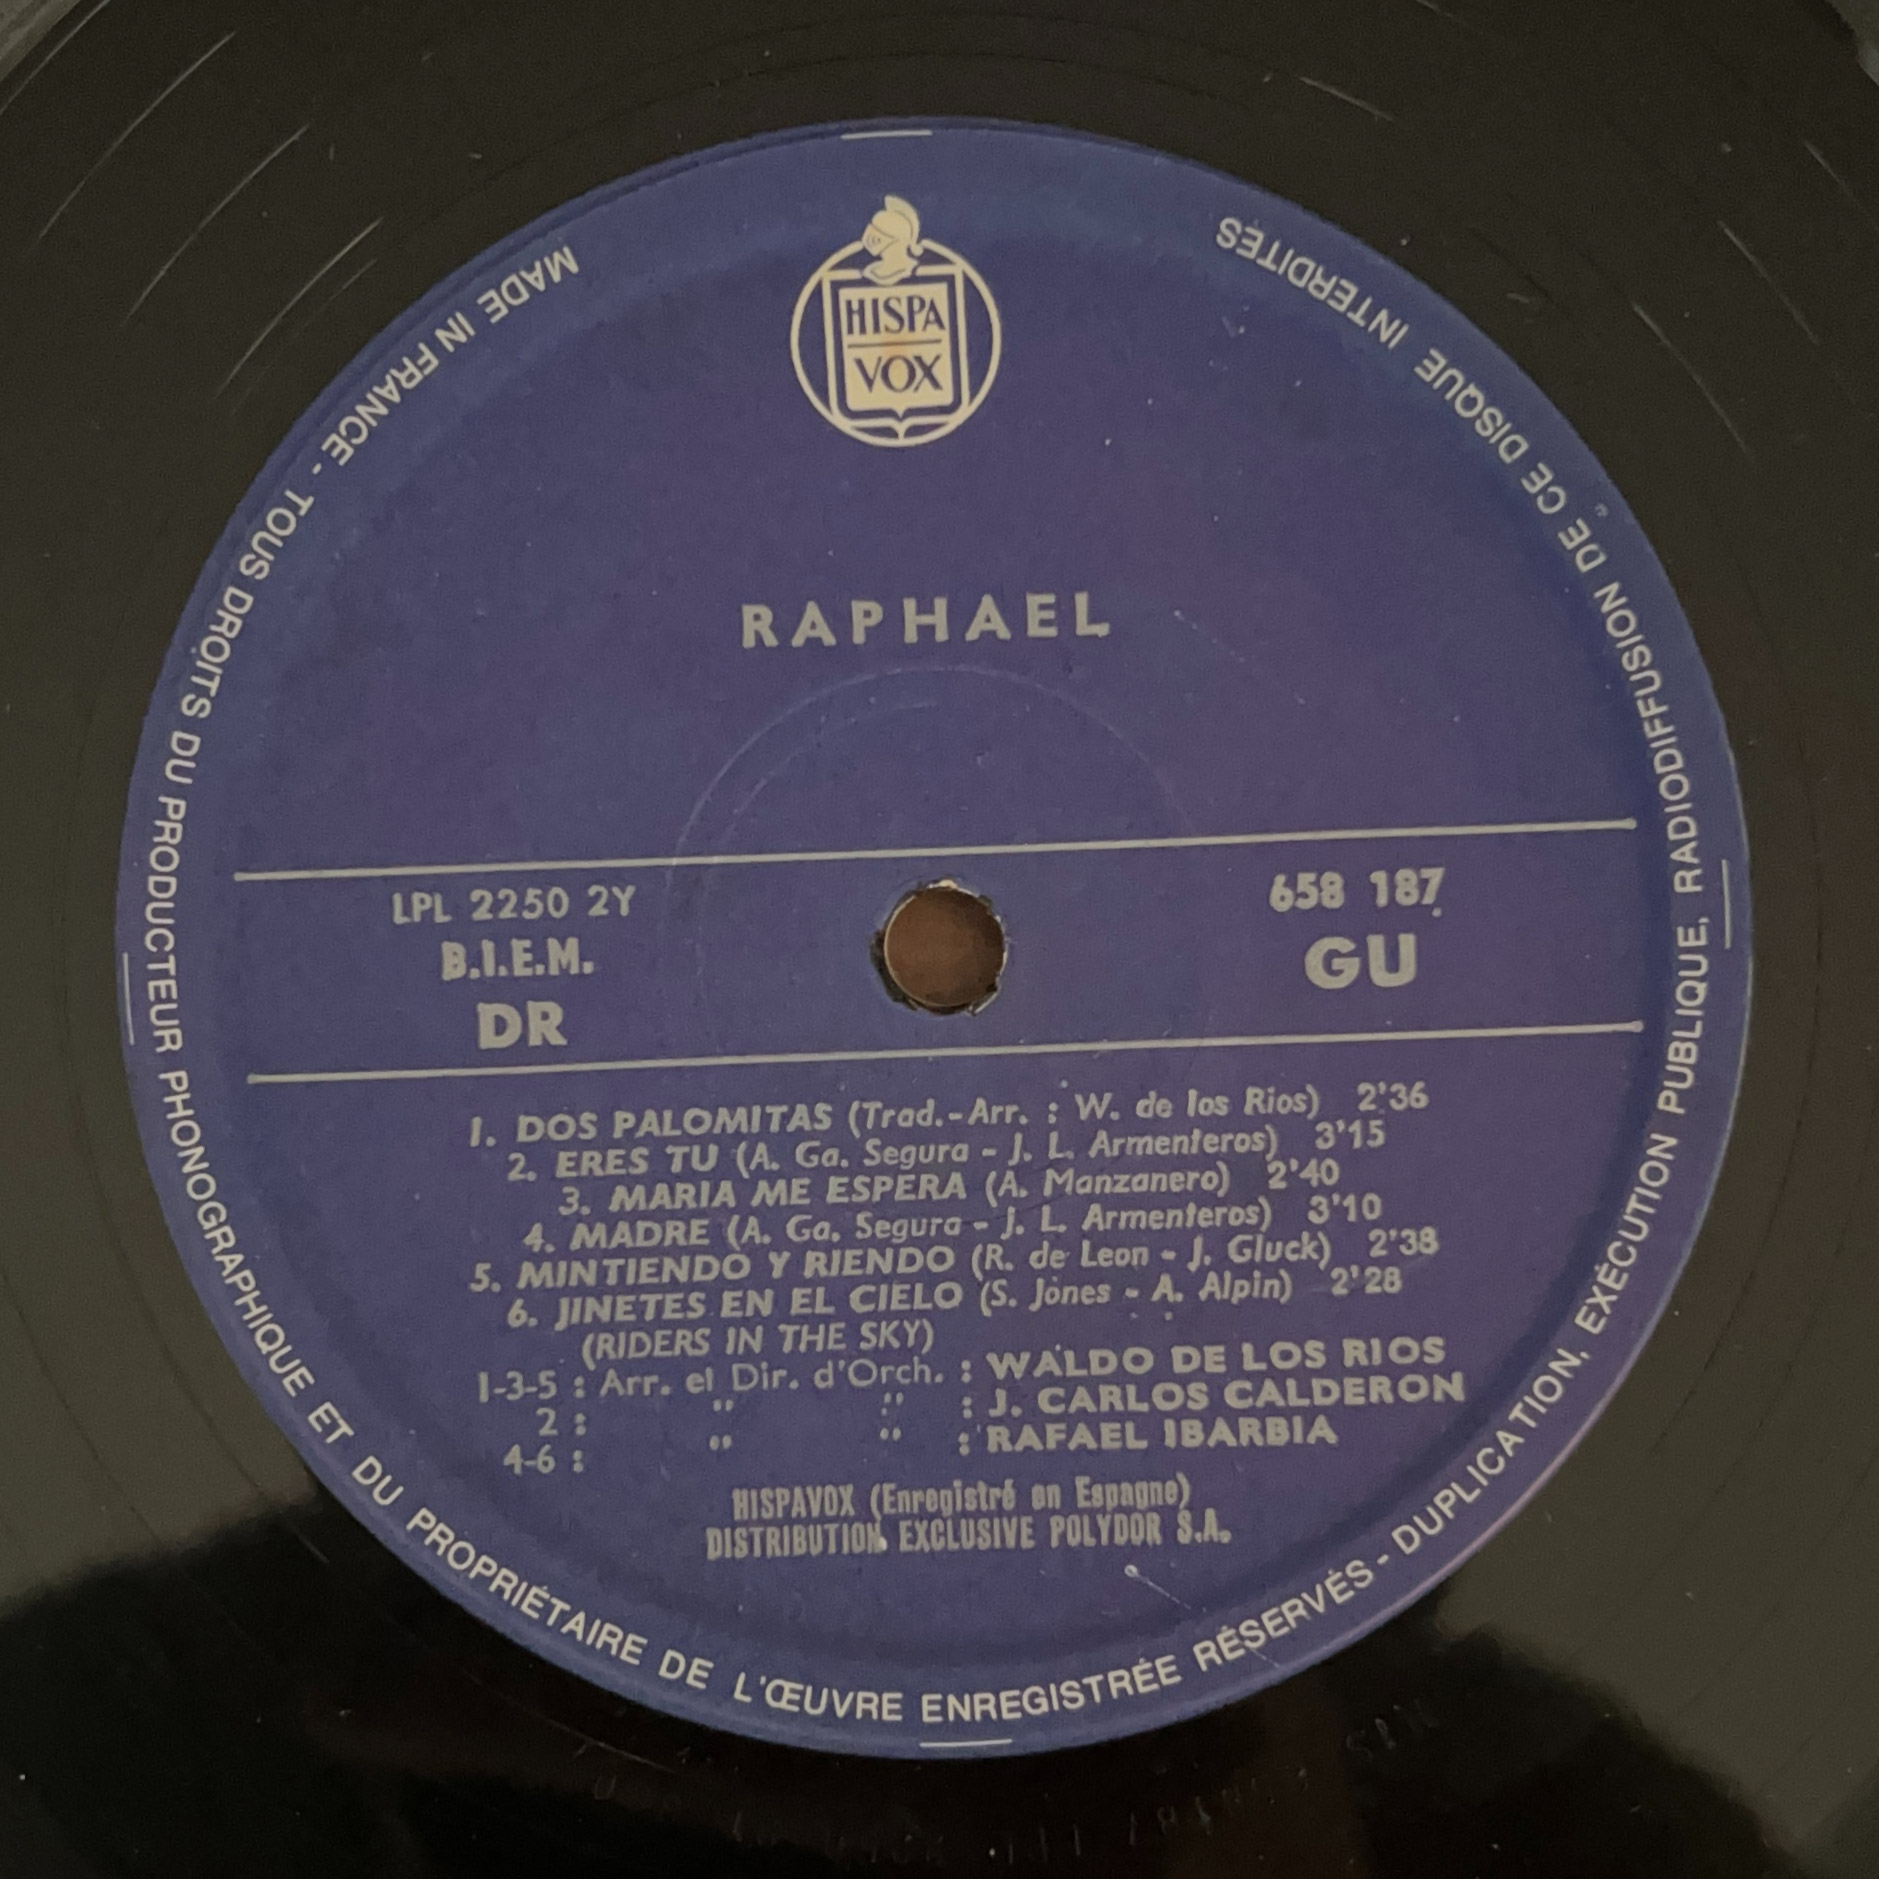 HISPA
VOX
RAPHAEL
LPL 2250 2Y
B.I.E.M.
DR
658 187
GU
1. DOS PALOMITAS (Trad.-Arr. : W. de los Rios) 2'36
2. ERES TU (A. Ga. Segura - J. L. Armenteros) 3'15
3. MARIA ME ESPERA (A. Manzanero) 2'40
4. MADRE (A. Ga. Segura - J. L. Armenteros) 3'10
5. MINTIENDO Y RIENDO (R. de Leon - J. Gluck) 2'38
6. JINETES EN EL CIELO (S. Jones - A. Alpin) 2'28
(RIDERS IN THE SKY)
1-3-5 : Arr. et Dir. d'Orch. : WALDO DE LOS RIOS
2 : " " : J. CARLOS CALDERON
4-6 : " " : RAFAEL IBARBIA
HISPAVOX (Enregistré en Espagne)
DISTRIBUTION EXCLUSIVE POLYDOR S.A.
MADE IN FRANCE - TOUS DROITS DU PRODUCTEUR PHONOGRAPHIQUE ET DU PROPRIÉTAIRE DE L'ŒUVRE ENREGISTRÉE RÉSERVÉS - DUPLICATION, EXÉCUTION PUBLIQUE, RADIODIFFUSION DE CE DISQUE INTERDITES